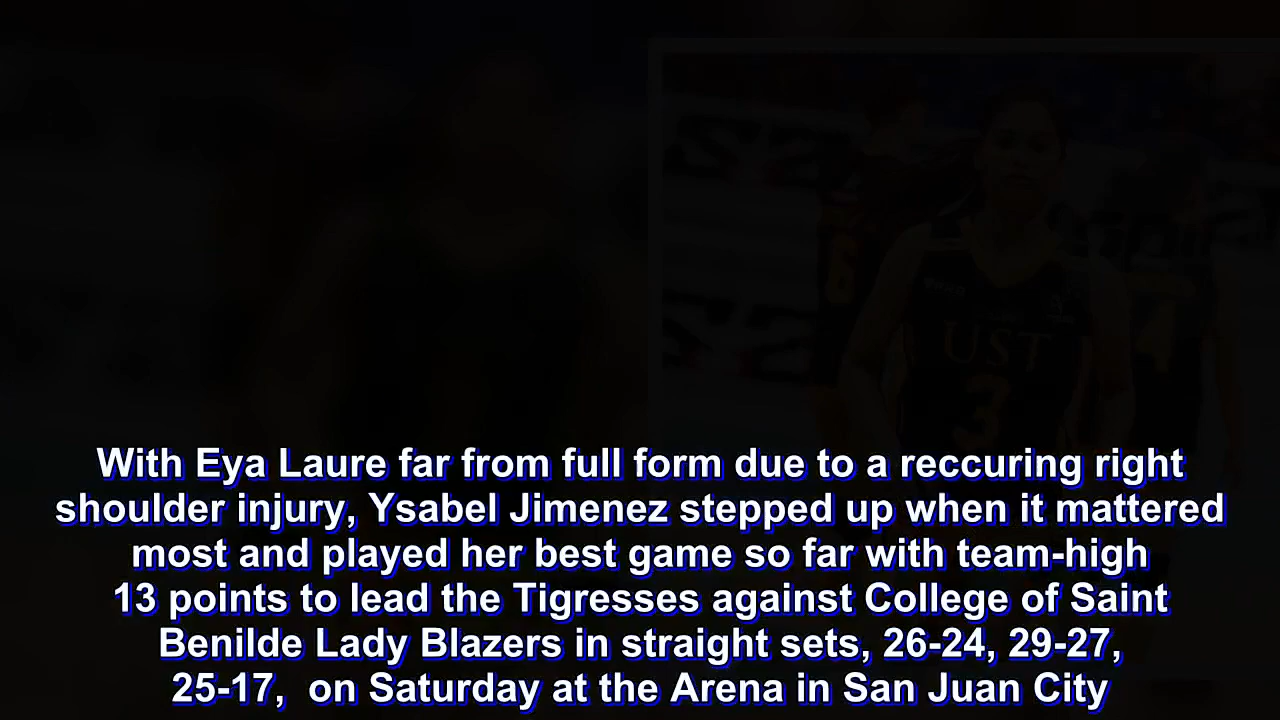 With Eya Laure far from full form due to a reccuring right
shoulder injury, Ysabel Jimenez stepped up when it mattered
most and played her best game so far with team-high
13 points to lead the Tigresses against College of Saint
Benilde Lady Blazers in straight sets, 26-24, 29-27,
25-17,  on Saturday at the Arena in San Juan City
UST
3